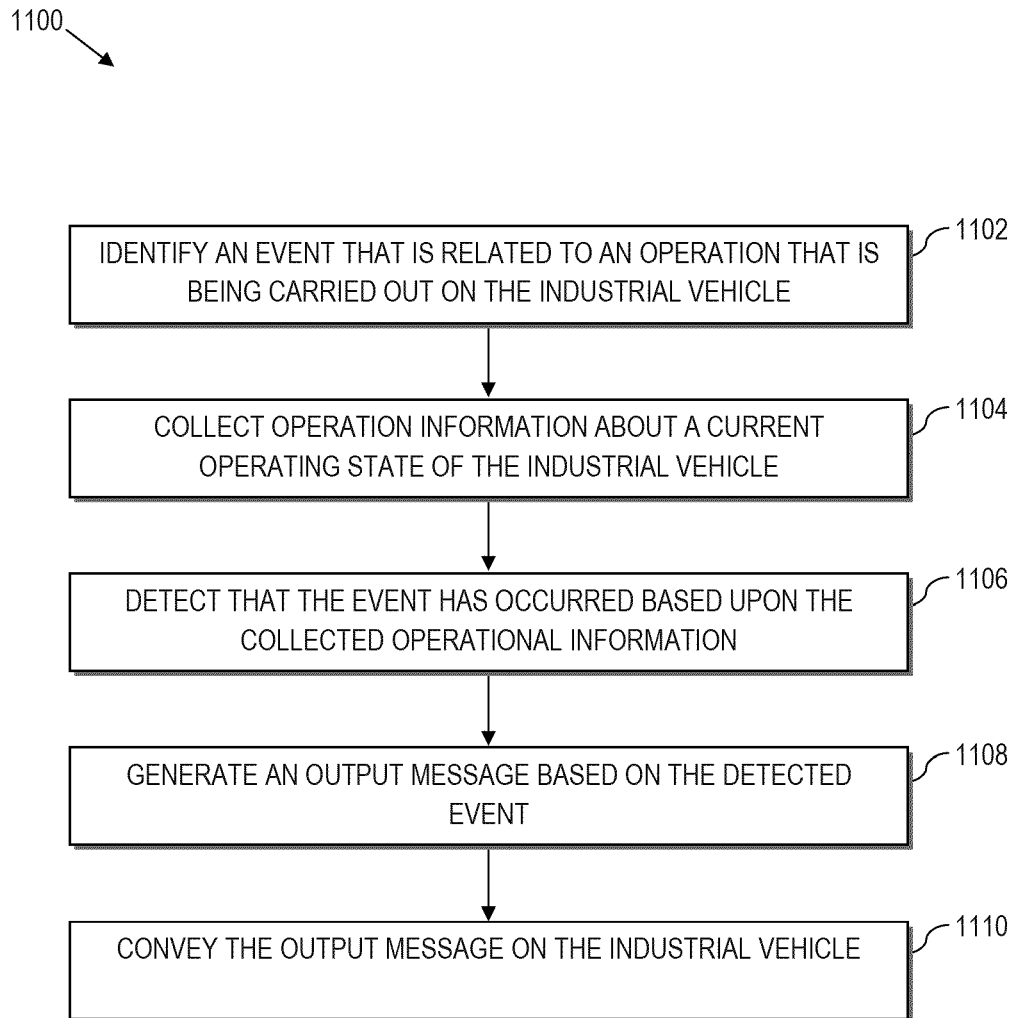 1100
1102
IDENTIFY AN EVENT THAT IS RELATED TO AN OPERATION THAT IS
BEING CARRIED OUT ON THE INDUSTRIAL VEHICLE
1104
COLLECT OPERATION INFORMATION ABOUT A CURRENT
OPERATING STATE OF THE INDUSTRIAL VEHICLE
1106
DETECT THAT THE EVENT HAS OCCURRED BASED UPON THE
COLLECTED OPERATIONAL INFORMATION
1108
GENERATE AN OUTPUT MESSAGE BASED ON THE DETECTED
EVENT
1110
CONVEY THE OUTPUT MESSAGE ON THE INDUSTRIAL VEHICLE